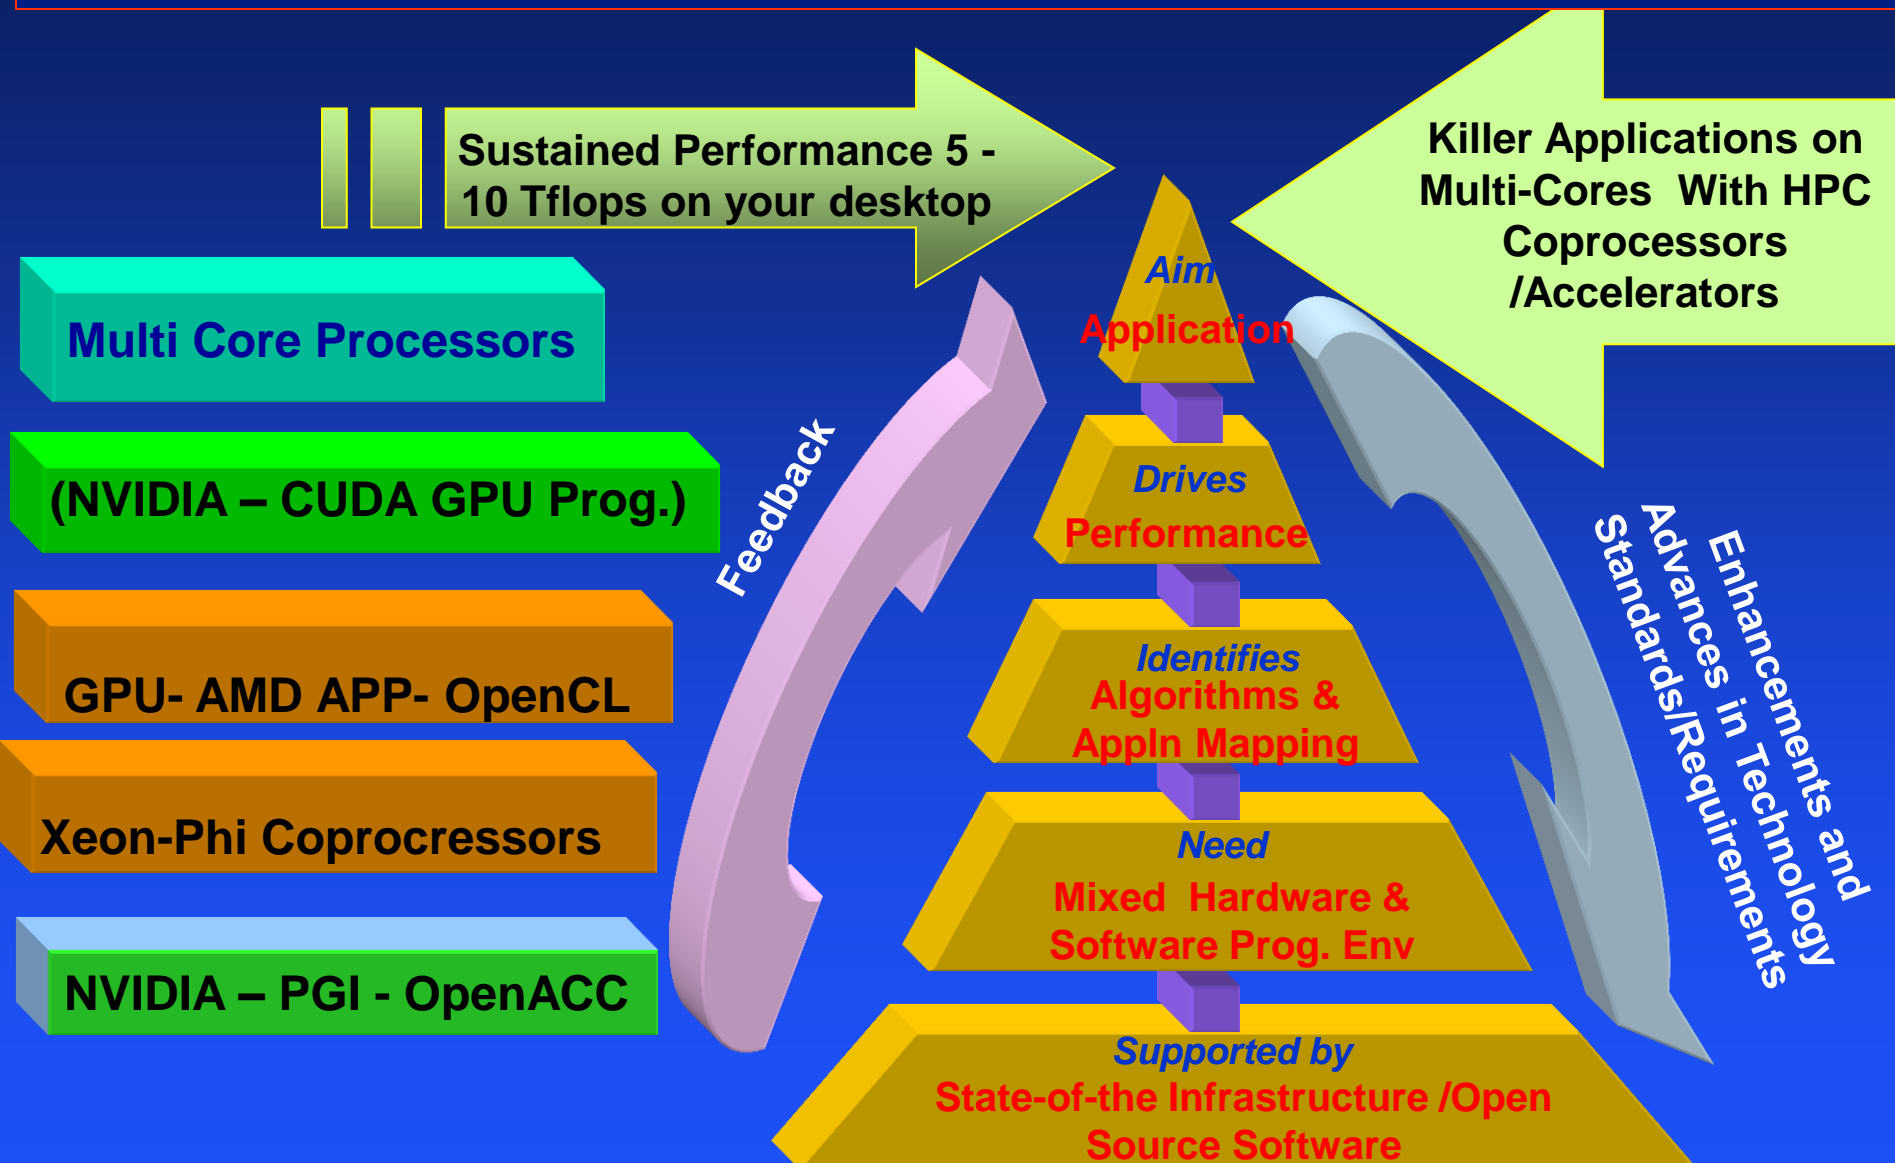 Sustained Performance 5 -
10 Tflops on your desktop
Killer Applications on
Multi-Cores With HPC
Coprocessors
/Accelerators
Multi Core Processors
(NVIDIA – CUDA GPU Prog.)
GPU- AMD APP- OpenCL
Xeon-Phi Coprocressors
NVIDIA – PGI - OpenACC
Feedback
Aim
Application
Drives
Performance
Identifies
Algorithms &
Appln Mapping
Need
Mixed Hardware &
Software Prog. Env
Supported by
State-of-the Infrastructure /Open
Source Software
Enhancements and
Advances in Technology
Standards/Requirements